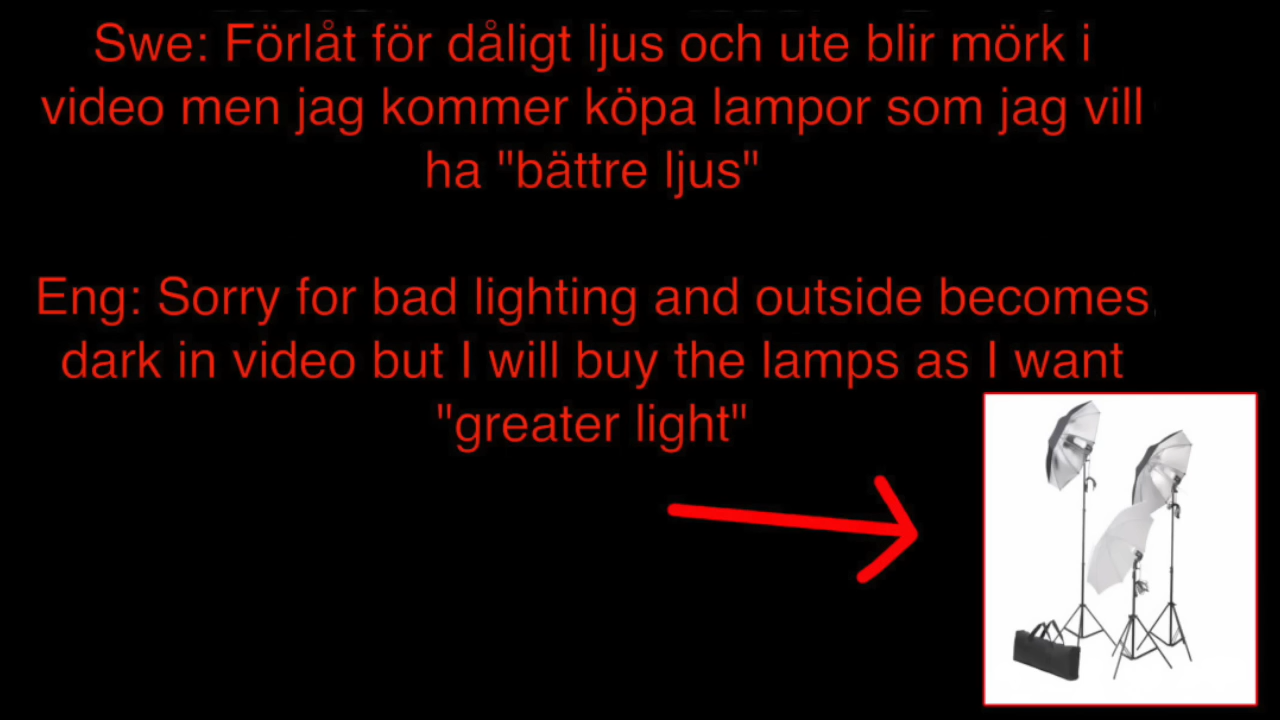 Swe: Förlåt för dåligt ljus och ute blir mörk i
video men jag kommer köpa lampor som jag vill
ha "bättre ljus"
Eng: Sorry for bad lighting and outside becomes
dark in video but I will buy the lamps as I want
"greater light"